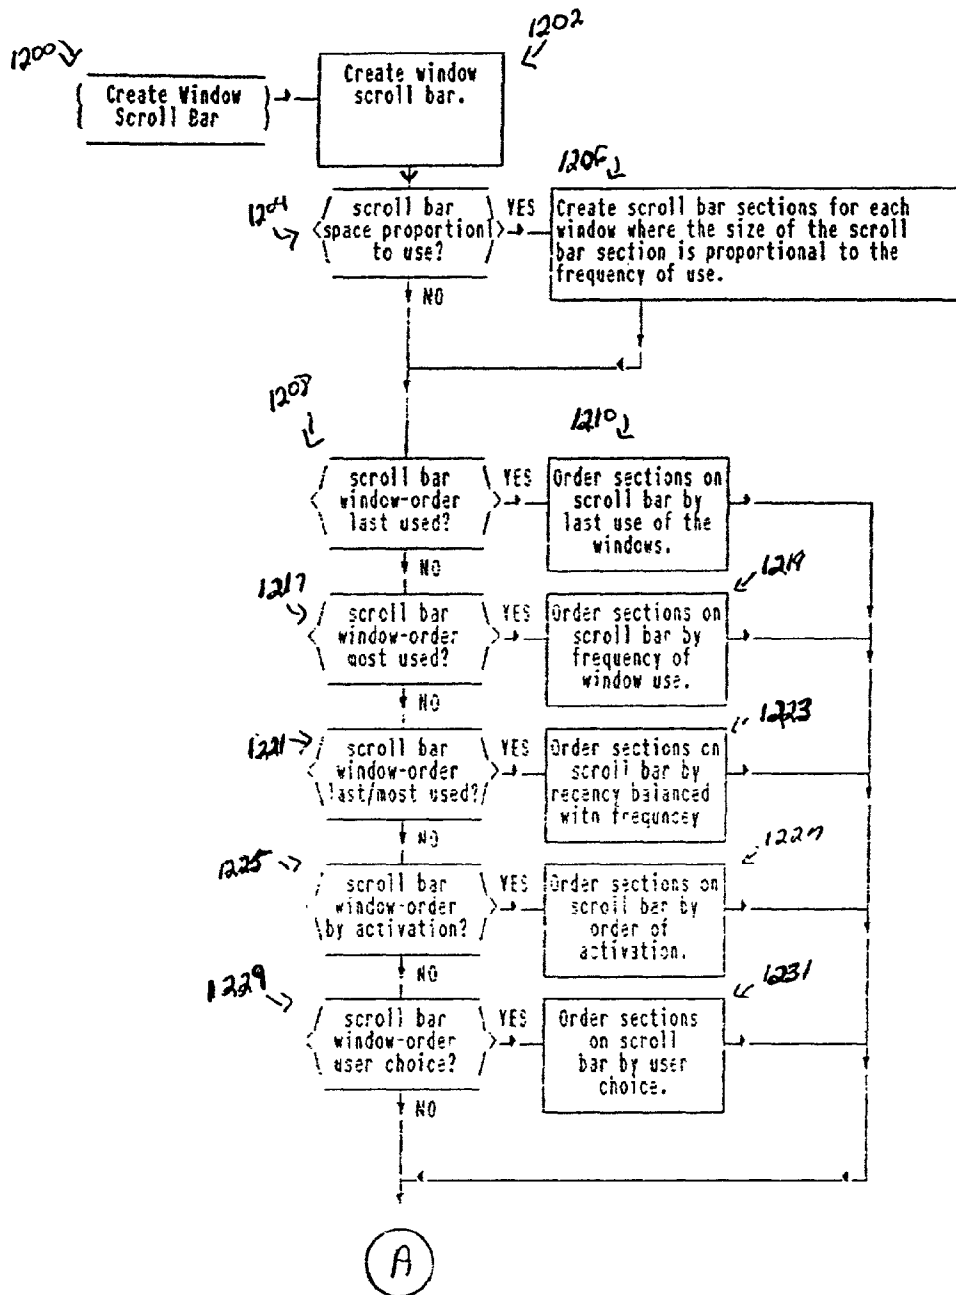 1200
Create Window
Scroll Bar
1202
Create window
scroll bar.
1204
scroll bar
space proportionl
to use?
YES
NO
Create scroll bar sections for each
window where the size of the scroll
bar section is proportional to the
frequency of use.
1208
scroll bar
window-order
last used?
YES
NO
1210
Order sections on
scroll bar by
last use of the
windows.
1217
scroll bar
window-order
most used?
YES
NO
1219
Order sections on
scroll bar by
frequency of
window use.
1221
scroll bar
window-order
last/most used?
YES
NO
1223
Order sections on
scroll bar by
recency balanced
with frequncey
1225
scroll bar
window-order
by activation?
YES
NO
1227
Order sections on
scroll bar by
order of
activation.
1229
scroll bar
window-order
user choice?
YES
NO
1231
Order sections
on scroll
bar by user
choice.
A